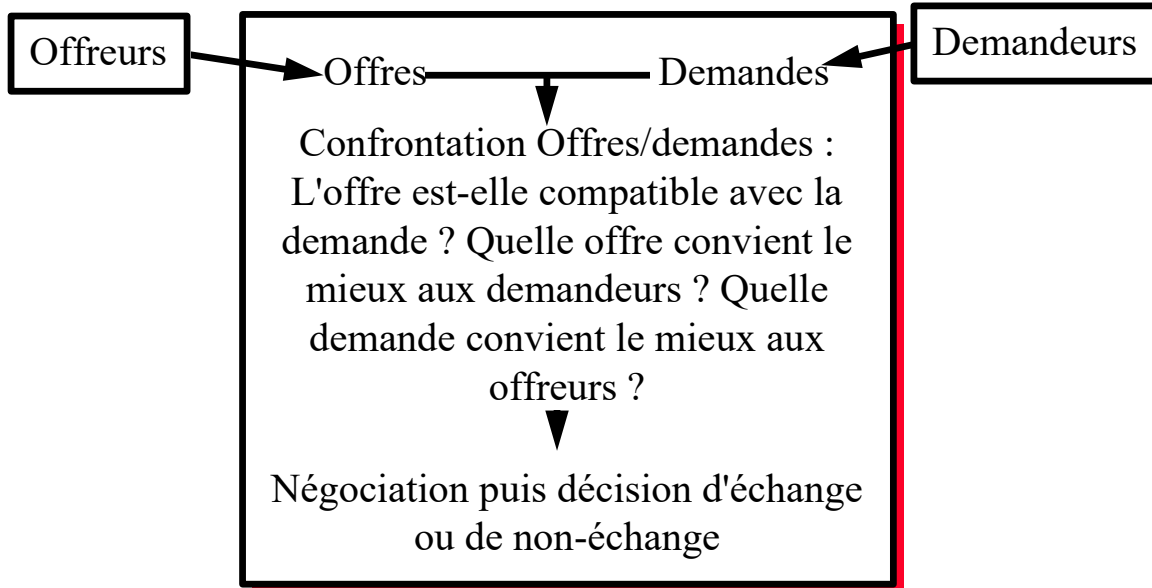 Offreurs
Demandeurs
Offres
Demandes
Confrontation Offres/demandes :
L'offre est-elle compatible avec la
demande ? Quelle offre convient le
mieux aux demandeurs ? Quelle
demande convient le mieux aux
offreurs ?
Négociation puis décision d'échange
ou de non-échange